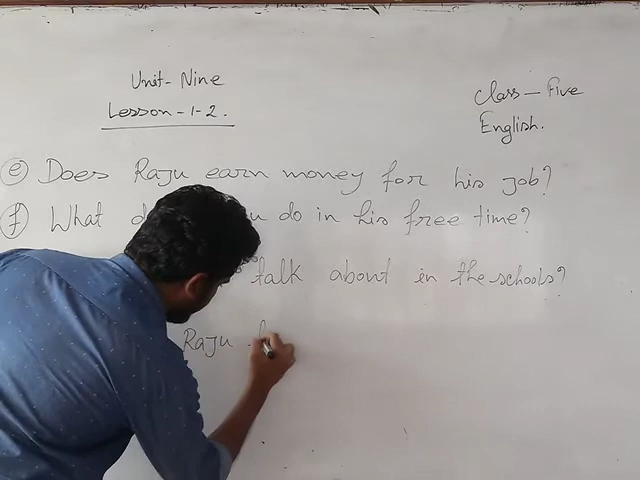 Unit-Nine
Lesson-1-2.
Class-Five
English.
(e) Does Raju earn money for his job?
(f) What do in his free time?
talk about in the schools?
Raju